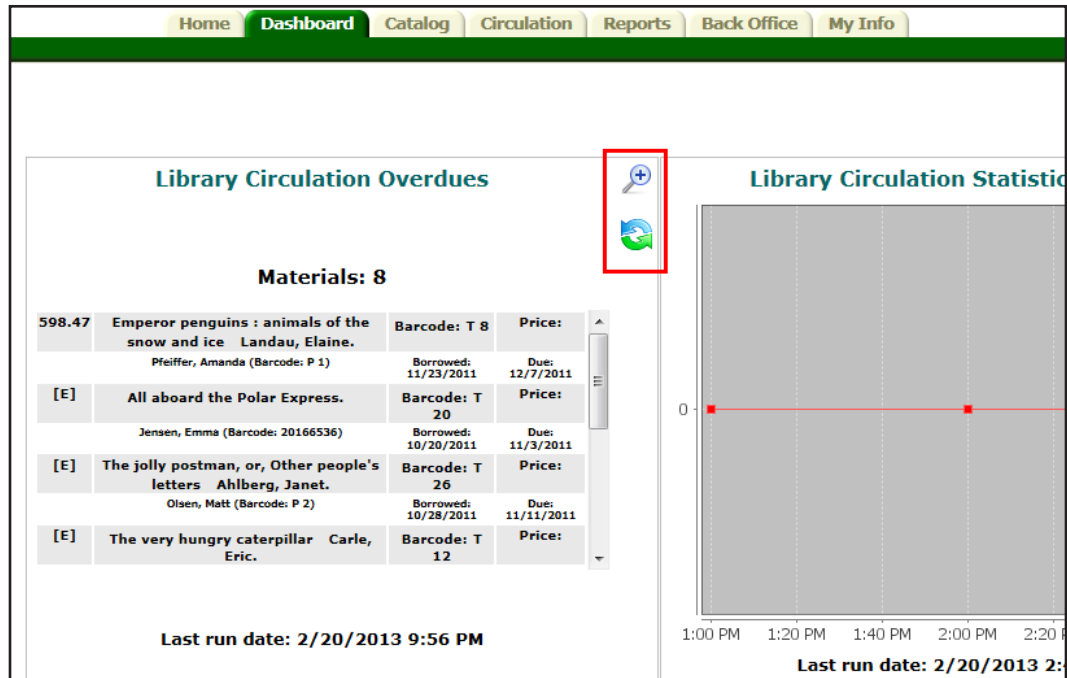 Home Dashboard Catalog Circulation Reports Back Office My Info
Library Circulation Overdues
Materials: 8
598.47 Emperor penguins : animals of the snow and ice Landau, Elaine. Barcode: T 8 Price:
Pfeiffer, Amanda (Barcode: P 1) Borrowed: 11/23/2011 Due: 12/7/2011
[E] All aboard the Polar Express. Barcode: T 20 Price:
Jensen, Emma (Barcode: 20166536) Borrowed: 10/20/2011 Due: 11/3/2011
[E] The jolly postman, or, Other people's letters Ahlberg, Janet. Barcode: T 26 Price:
Olsen, Matt (Barcode: P 2) Borrowed: 10/28/2011 Due: 11/11/2011
[E] The very hungry caterpillar Carle, Eric. Barcode: T 12 Price:
Last run date: 2/20/2013 9:56 PM
Library Circulation Statistic
0
1:00 PM 1:20 PM 1:40 PM 2:00 PM 2:20
Last run date: 2/20/2013 2: